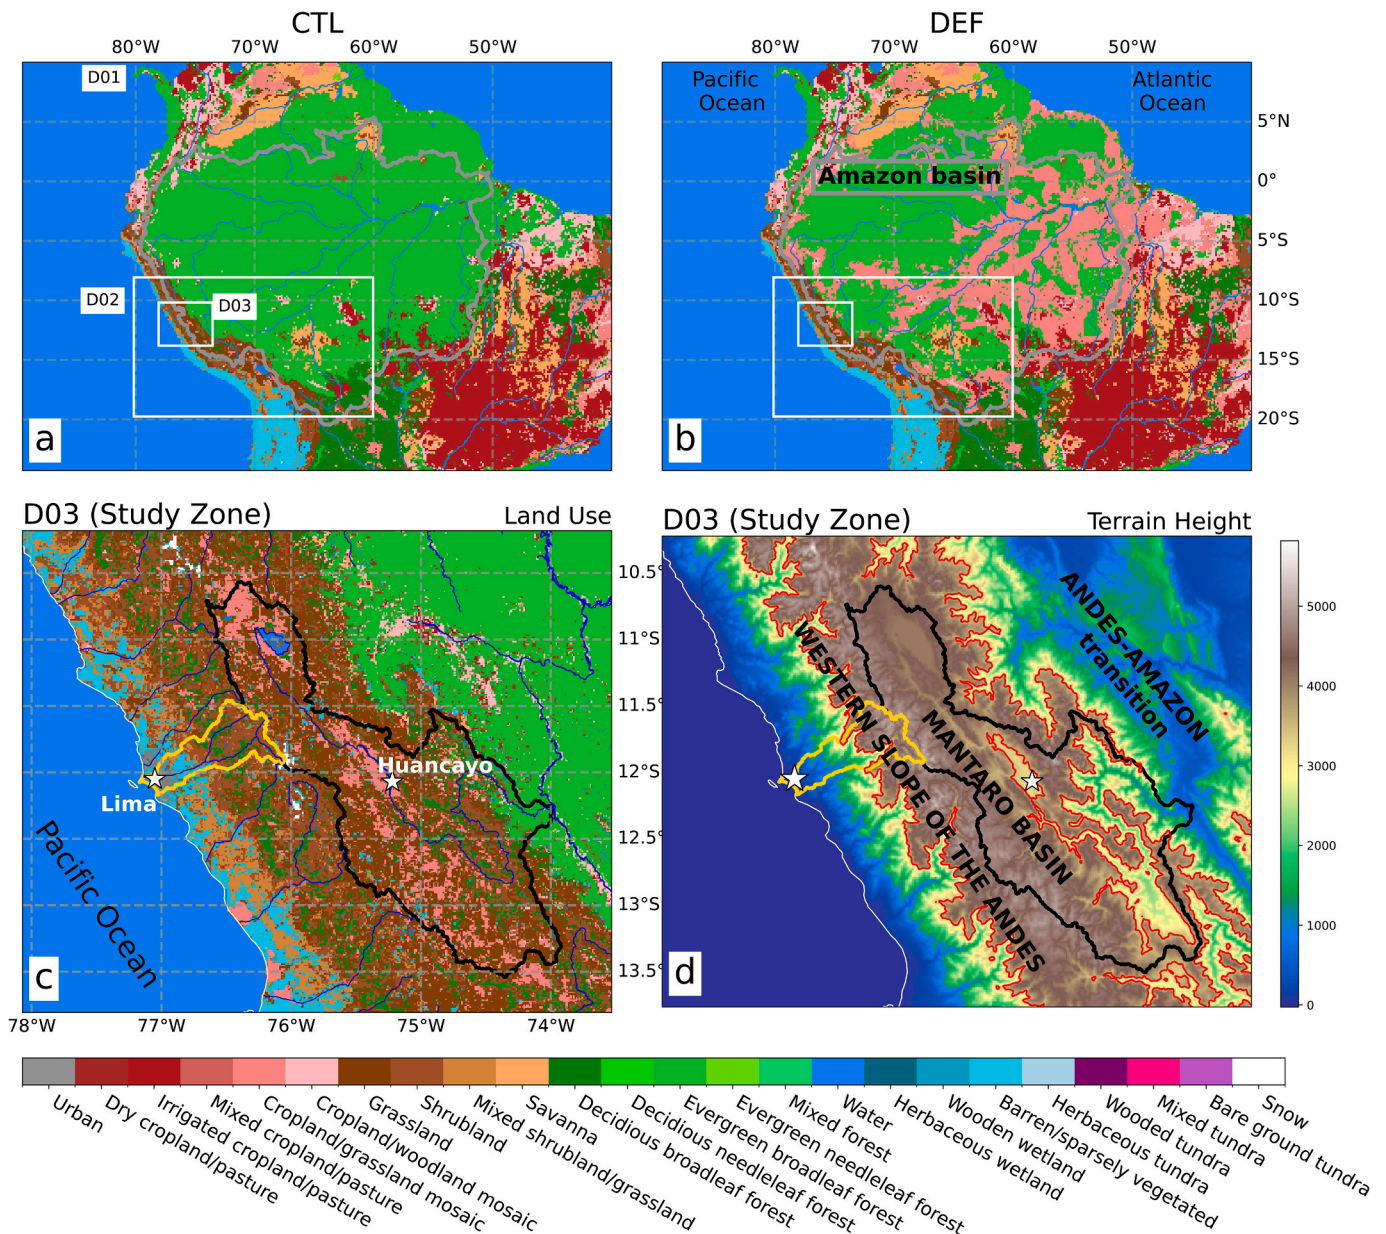 CTL
DEF
80°W 70°W 60°W 50°W
80°W 70°W 60°W 50°W
D01
D02
D03
a
Pacific
Ocean
Atlantic
Ocean
Amazon basin
5°N
0°
5°S
10°S
15°S
20°S
b
D03 (Study Zone)
Land Use
D03 (Study Zone)
Terrain Height
Huancayo
Lima
Pacific Ocean
c
10.5°
11°S
11.5°
12°S
12.5°
13°S
13.5°
78°W 77°W 76°W 75°W 74°W
ANDES-AMAZON
transition
WESTERN SLOPE OF THE ANDES
MANTARO BASIN
d
5000
4000
3000
2000
1000
0
Urban
Dry cropland/pasture
Irrigated cropland/pasture
Mixed cropland/pasture
Cropland/grassland mosaic
Cropland/woodland mosaic
Grassland
Shrubland
Mixed shrubland/grassland
Savanna
Decidious broadleaf forest
Decidious needleleaf forest
Evergreen broadleaf forest
Evergreen needleleaf forest
Mixed forest
Water
Herbaceous wetland
Wooden wetland
Barren/sparsely vegetated
Herbaceous tundra
Wooded tundra
Mixed tundra
Bare ground tundra
Snow